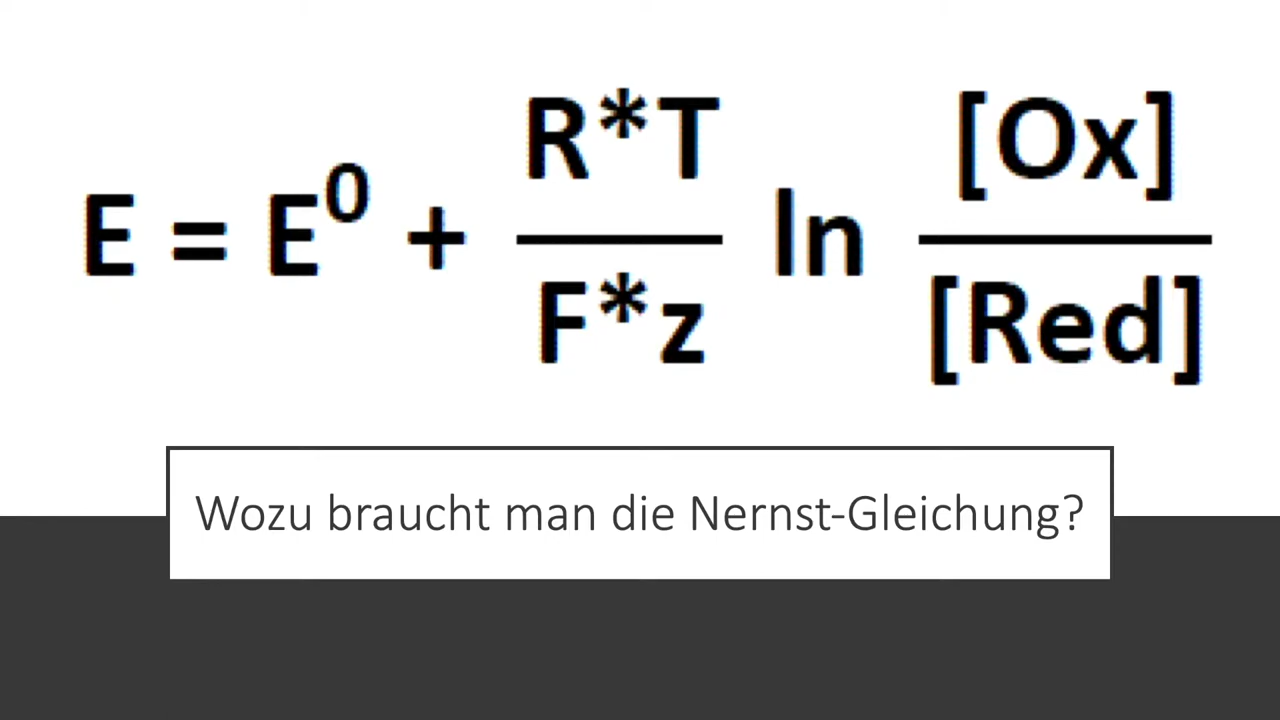 E = E⁰ + R*T / F*z ln [Ox] / [Red]
Wozu braucht man die Nernst-Gleichung?